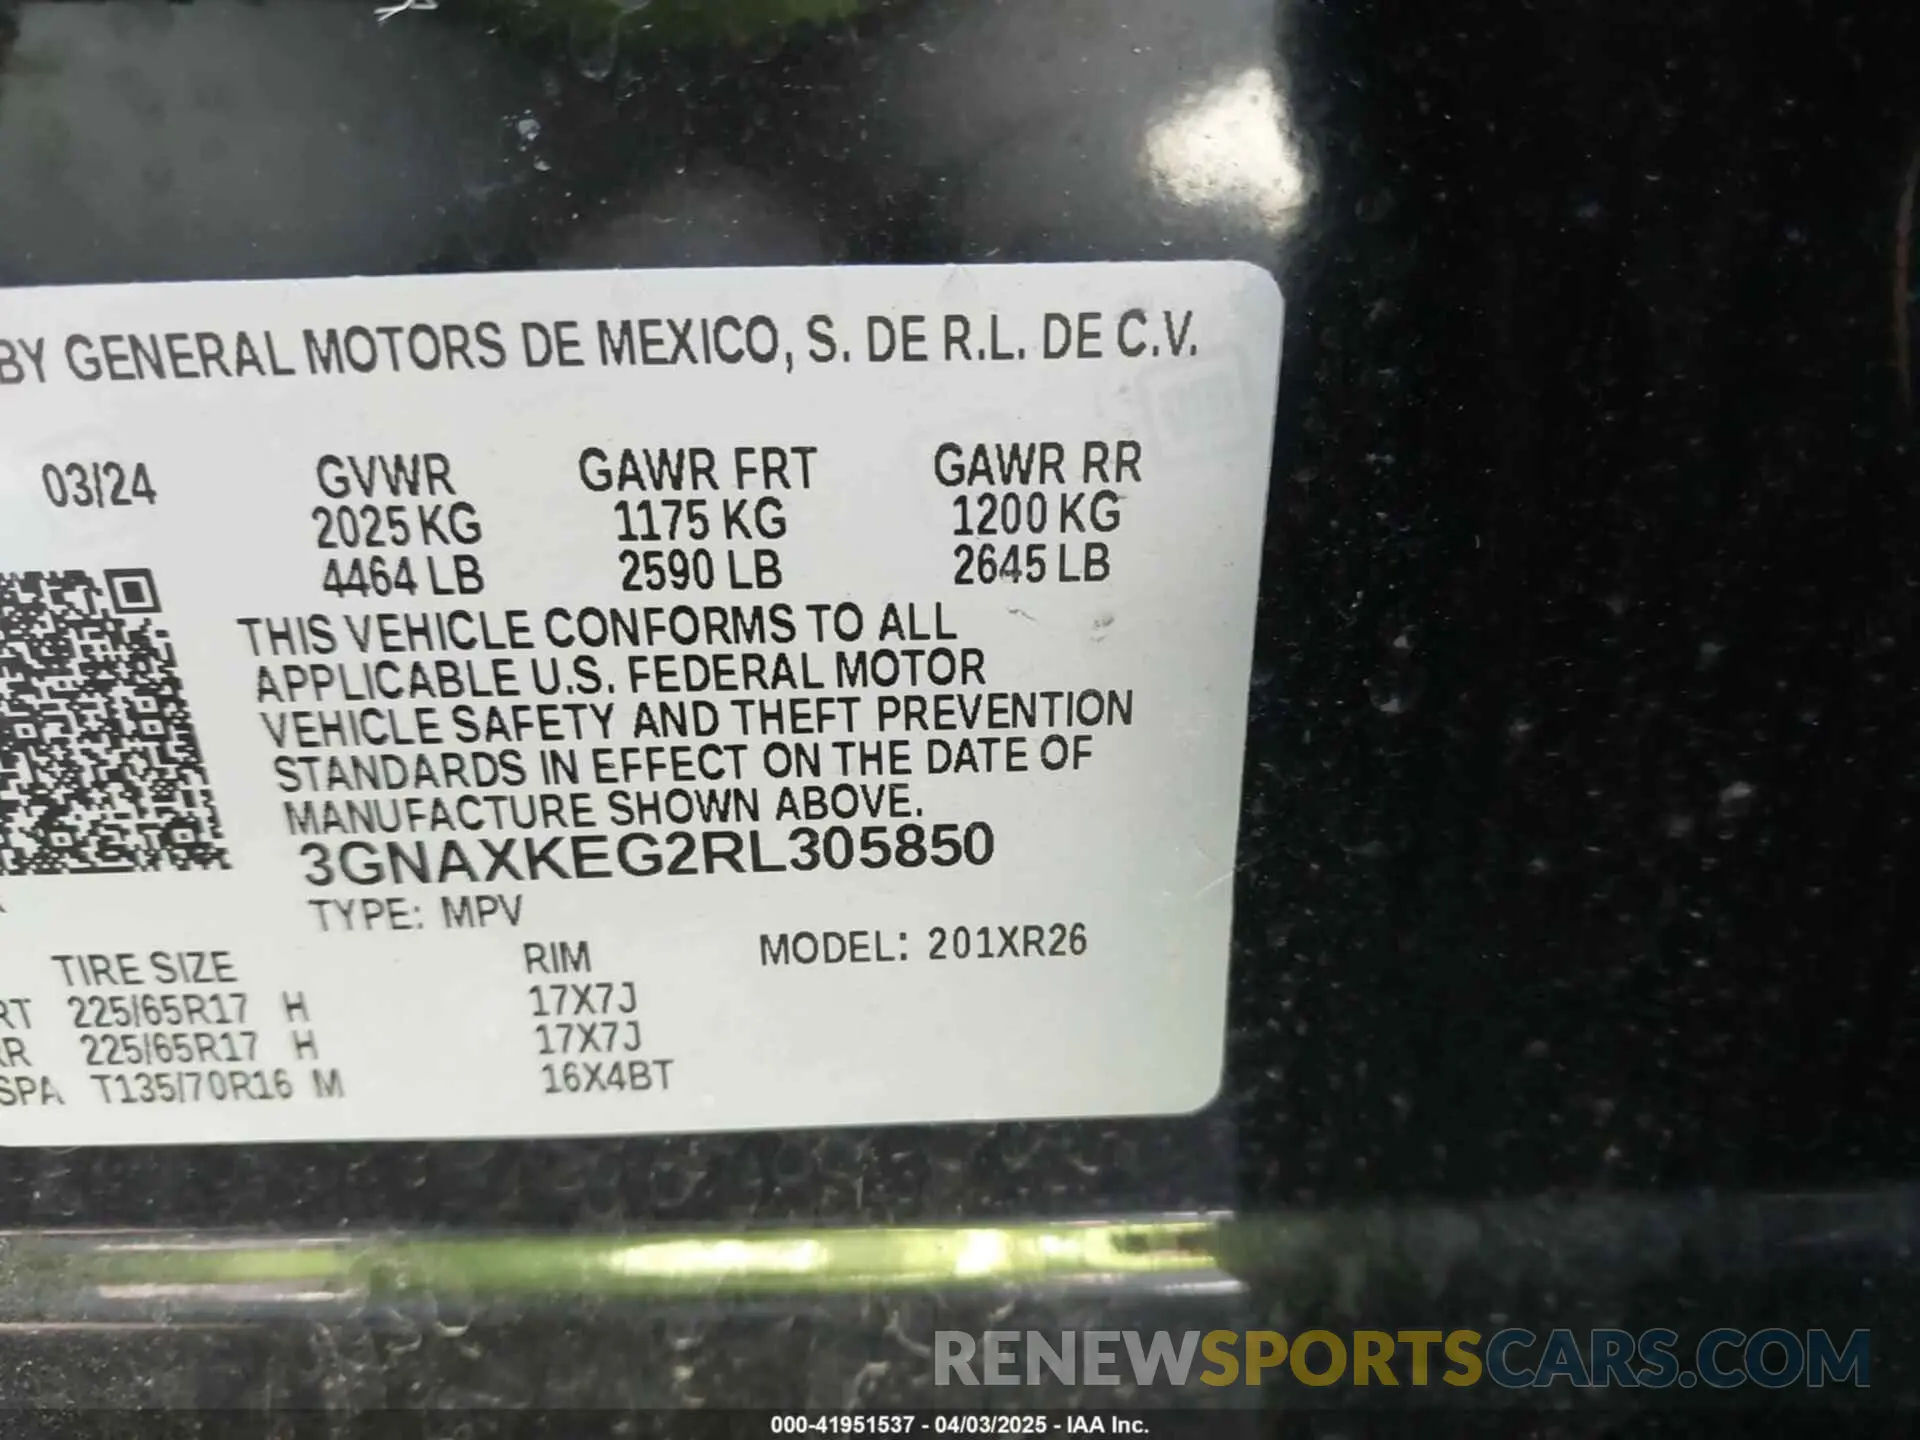 BY GENERAL MOTORS DE MEXICO, S. DE R.L. DE C.V.
03/24 GVWR GAWR FRT GAWR RR
2025 KG 1175 KG 1200 KG
4464 LB 2590 LB 2645 LB
THIS VEHICLE CONFORMS TO ALL
APPLICABLE U.S. FEDERAL MOTOR
VEHICLE SAFETY AND THEFT PREVENTION
STANDARDS IN EFFECT ON THE DATE OF
MANUFACTURE SHOWN ABOVE.
3GNAXKEG2RL305850
TYPE: MPV
TIRE SIZE RIM MODEL: 201XR26
RT 225/65R17 H 17X7J
RR 225/65R17 H 17X7J
SPA T135/70R16 M 16X4BT
RENEWSPORTSCARS.COM
000-41951537 - 04/03/2025 - IAA Inc.